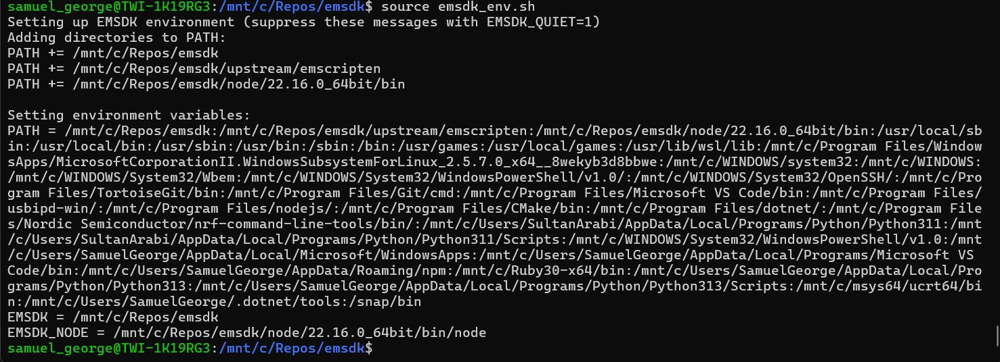 samuel_george@TWI-1K19RG3:/mnt/c/Repos/emsdk$ source emsdk_env.sh
Setting up EMSDK environment (suppress these messages with EMSDK_QUIET=1)
Adding directories to PATH:
PATH += /mnt/c/Repos/emsdk
PATH += /mnt/c/Repos/emsdk/upstream/emscripten
PATH += /mnt/c/Repos/emsdk/node/22.16.0_64bit/bin

Setting environment variables:
PATH = /mnt/c/Repos/emsdk:/mnt/c/Repos/emsdk/upstream/emscripten:/mnt/c/Repos/emsdk/node/22.16.0_64bit/bin:/usr/local/sb
in:/usr/local/bin:/usr/sbin:/usr/bin:/sbin:/bin:/usr/games:/usr/local/games:/usr/lib/wsl/lib:/mnt/c/Program Files/Window
sApps/MicrosoftCorporationII.WindowsSubsystemForLinux_2.5.7.0_x64__8wekyb3d8bbwe:/mnt/c/WINDOWS/system32:/mnt/c/WINDOWS:
/mnt/c/WINDOWS/System32/Wbem:/mnt/c/WINDOWS/System32/WindowsPowerShell/v1.0/:/mnt/c/WINDOWS/System32/OpenSSH/:/mnt/c/Pro
gram Files/TortoiseGit/bin:/mnt/c/Program Files/Git/cmd:/mnt/c/Program Files/Microsoft VS Code/bin:/mnt/c/Program Files/
usbipd-win/:/mnt/c/Program Files/nodejs/:/mnt/c/Program Files/CMake/bin:/mnt/c/Program Files/dotnet/:/mnt/c/Program File
s/Nordic Semiconductor/nrf-command-line-tools/bin/:/mnt/c/Users/SultanArabi/AppData/Local/Programs/Python/Python311:/mnt
/c/Users/SultanArabi/AppData/Local/Programs/Python/Python311/Scripts:/mnt/c/WINDOWS/System32/WindowsPowerShell/v1.0:/mnt
/c/Users/SamuelGeorge/AppData/Local/Microsoft/WindowsApps:/mnt/c/Users/SamuelGeorge/AppData/Local/Programs/Microsoft VS
Code/bin:/mnt/c/Users/SamuelGeorge/AppData/Roaming/npm:/mnt/c/Ruby30-x64/bin:/mnt/c/Users/SamuelGeorge/AppData/Local/Pro
grams/Python/Python313:/mnt/c/Users/SamuelGeorge/AppData/Local/Programs/Python/Python313/Scripts:/mnt/c/msys64/ucrt64/bi
n:/mnt/c/Users/SamuelGeorge/.dotnet/tools:/snap/bin
EMSDK = /mnt/c/Repos/emsdk
EMSDK_NODE = /mnt/c/Repos/emsdk/node/22.16.0_64bit/bin/node
samuel_george@TWI-1K19RG3:/mnt/c/Repos/emsdk$